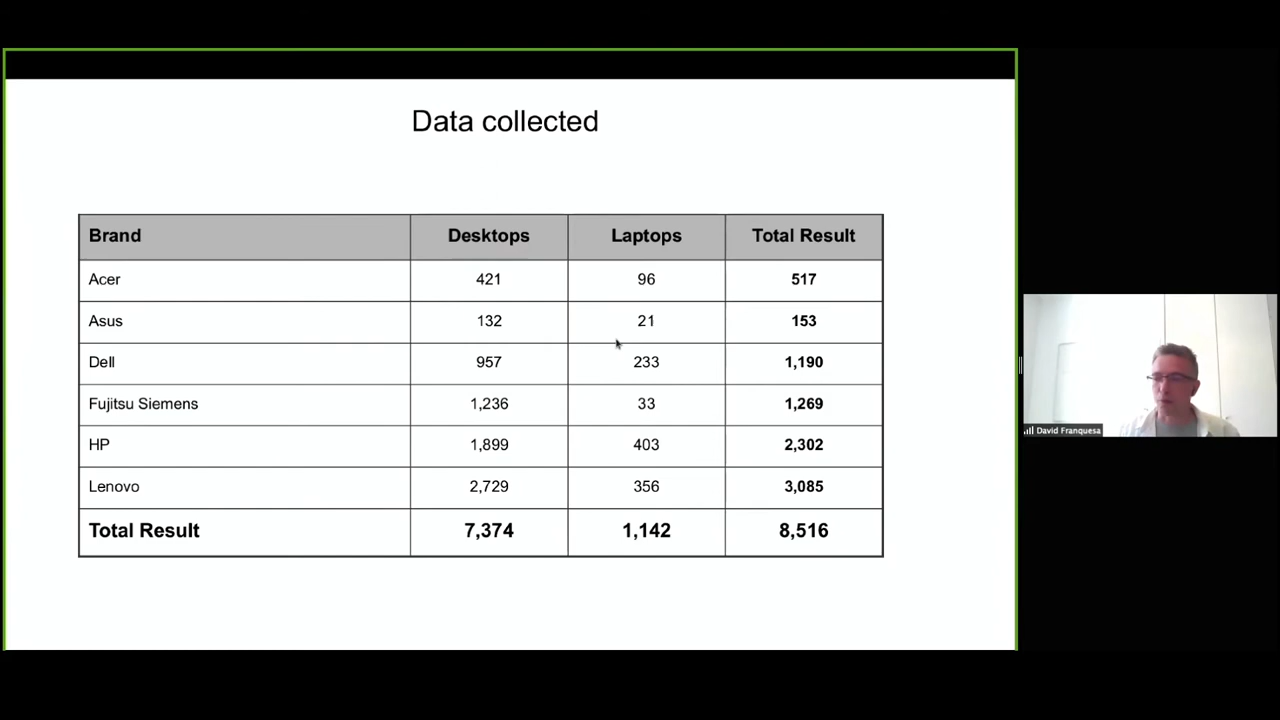 Data collected
Brand Desktops Laptops Total Result
Acer 421 96 517
Asus 132 21 153
Dell 957 233 1,190
Fujitsu Siemens 1,236 33 1,269
HP 1,899 403 2,302
Lenovo 2,729 356 3,085
Total Result 7,374 1,142 8,516
David Franquesa